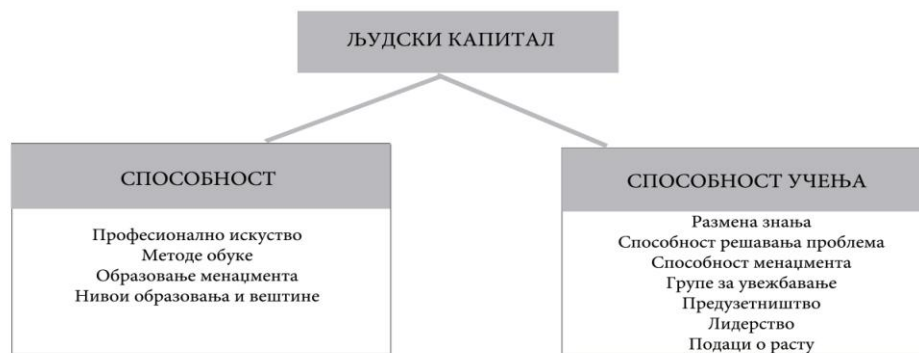 ЉУДСКИ КАПИТАЛ
СПОСОБНОСТ
Професионално искуство
Методе обуке
Образовање менаџмента
Нивои образовања и вештине
СПОСОБНОСТ УЧЕЊА
Размена знања
Способност решавања проблема
Способност менаџмента
Групе за увежбавање
Предузетништво
Лидерство
Подаци о расту